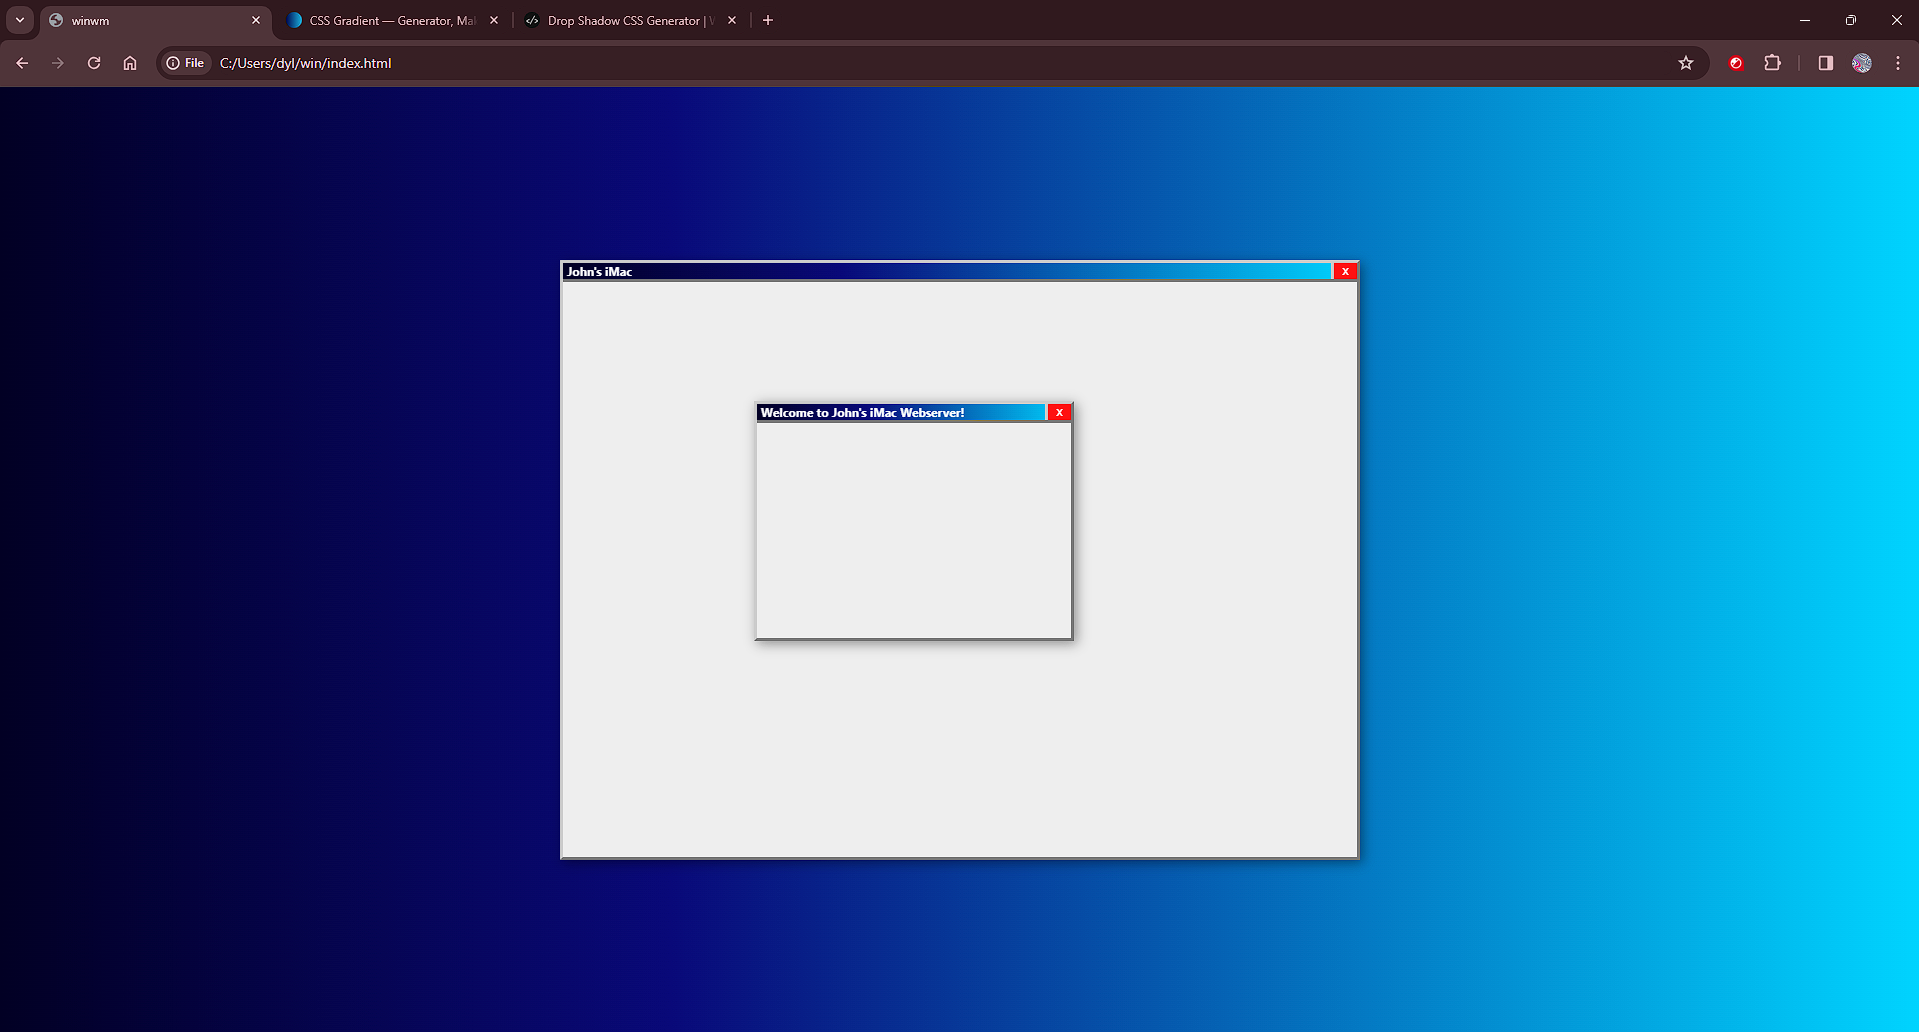 winwm
CSS Gradient — Generator, Ma
Drop Shadow CSS Generator |
File
C:/Users/dyl/win/index.html
John's iMac
x
Welcome to John's iMac Webserver!
x